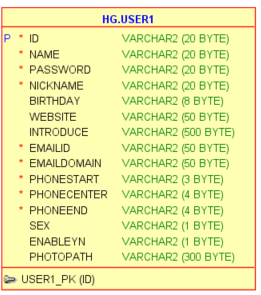 HG.USER1
P * ID VARCHAR2 (20 BYTE)
* NAME VARCHAR2 (20 BYTE)
* PASSWORD VARCHAR2 (20 BYTE)
* NICKNAME VARCHAR2 (20 BYTE)
BIRTHDAY VARCHAR2 (8 BYTE)
WEBSITE VARCHAR2 (50 BYTE)
INTRODUCE VARCHAR2 (500 BYTE)
* EMAILID VARCHAR2 (50 BYTE)
* EMAILDOMAIN VARCHAR2 (50 BYTE)
* PHONESTART VARCHAR2 (3 BYTE)
* PHONECENTER VARCHAR2 (4 BYTE)
* PHONEEND VARCHAR2 (4 BYTE)
SEX VARCHAR2 (1 BYTE)
ENABLEYN VARCHAR2 (1 BYTE)
PHOTOPATH VARCHAR2 (300 BYTE)
USER1_PK (ID)